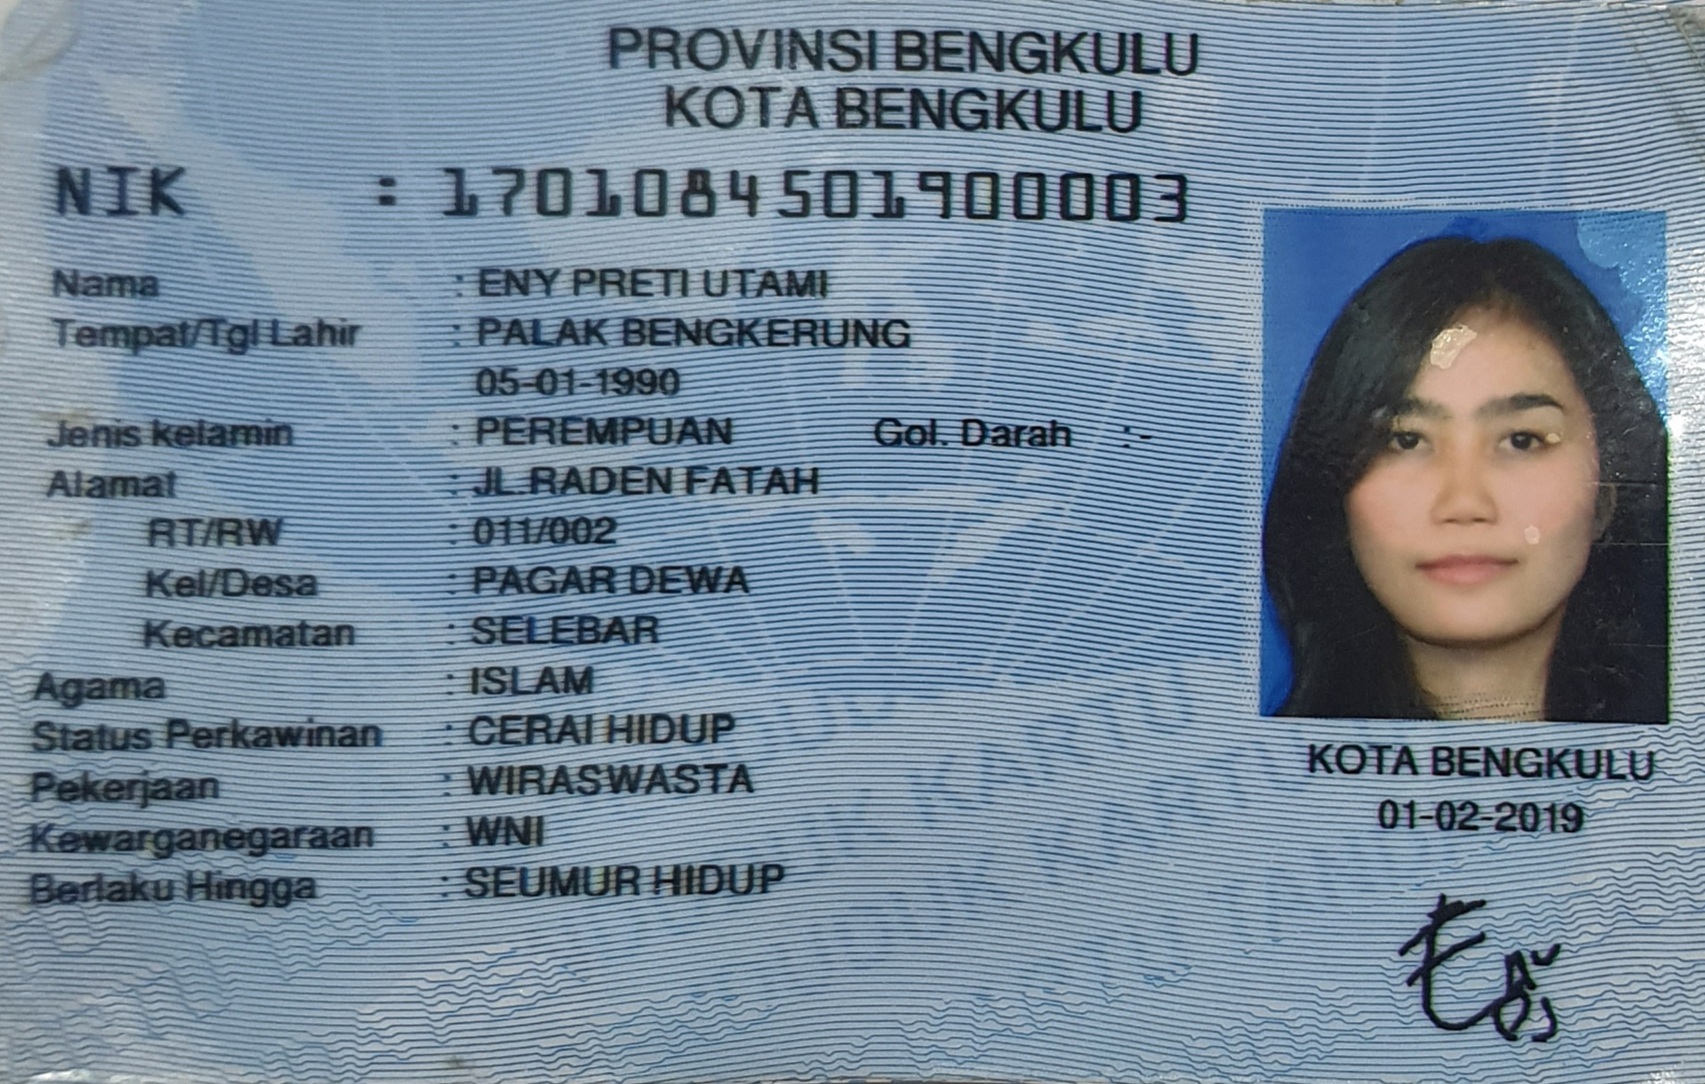 PROVINSI BENGKULU
KOTA BENGKULU
NIK : 1701084501900003
Nama : ENY PRETI UTAMI
Tempat/Tgl Lahir : PALAK BENGKERUNG
05-01-1990
Jenis kelamin : PEREMPUAN Gol. Darah : -
Alamat : JL.RADEN FATAH
RT/RW : 011/002
Kel/Desa : PAGAR DEWA
Kecamatan : SELEBAR
Agama : ISLAM
Status Perkawinan : CERAI HIDUP
Pekerjaan : WIRASWASTA
Kewarganegaraan : WNI
Berlaku Hingga : SEUMUR HIDUP
KOTA BENGKULU
01-02-2019